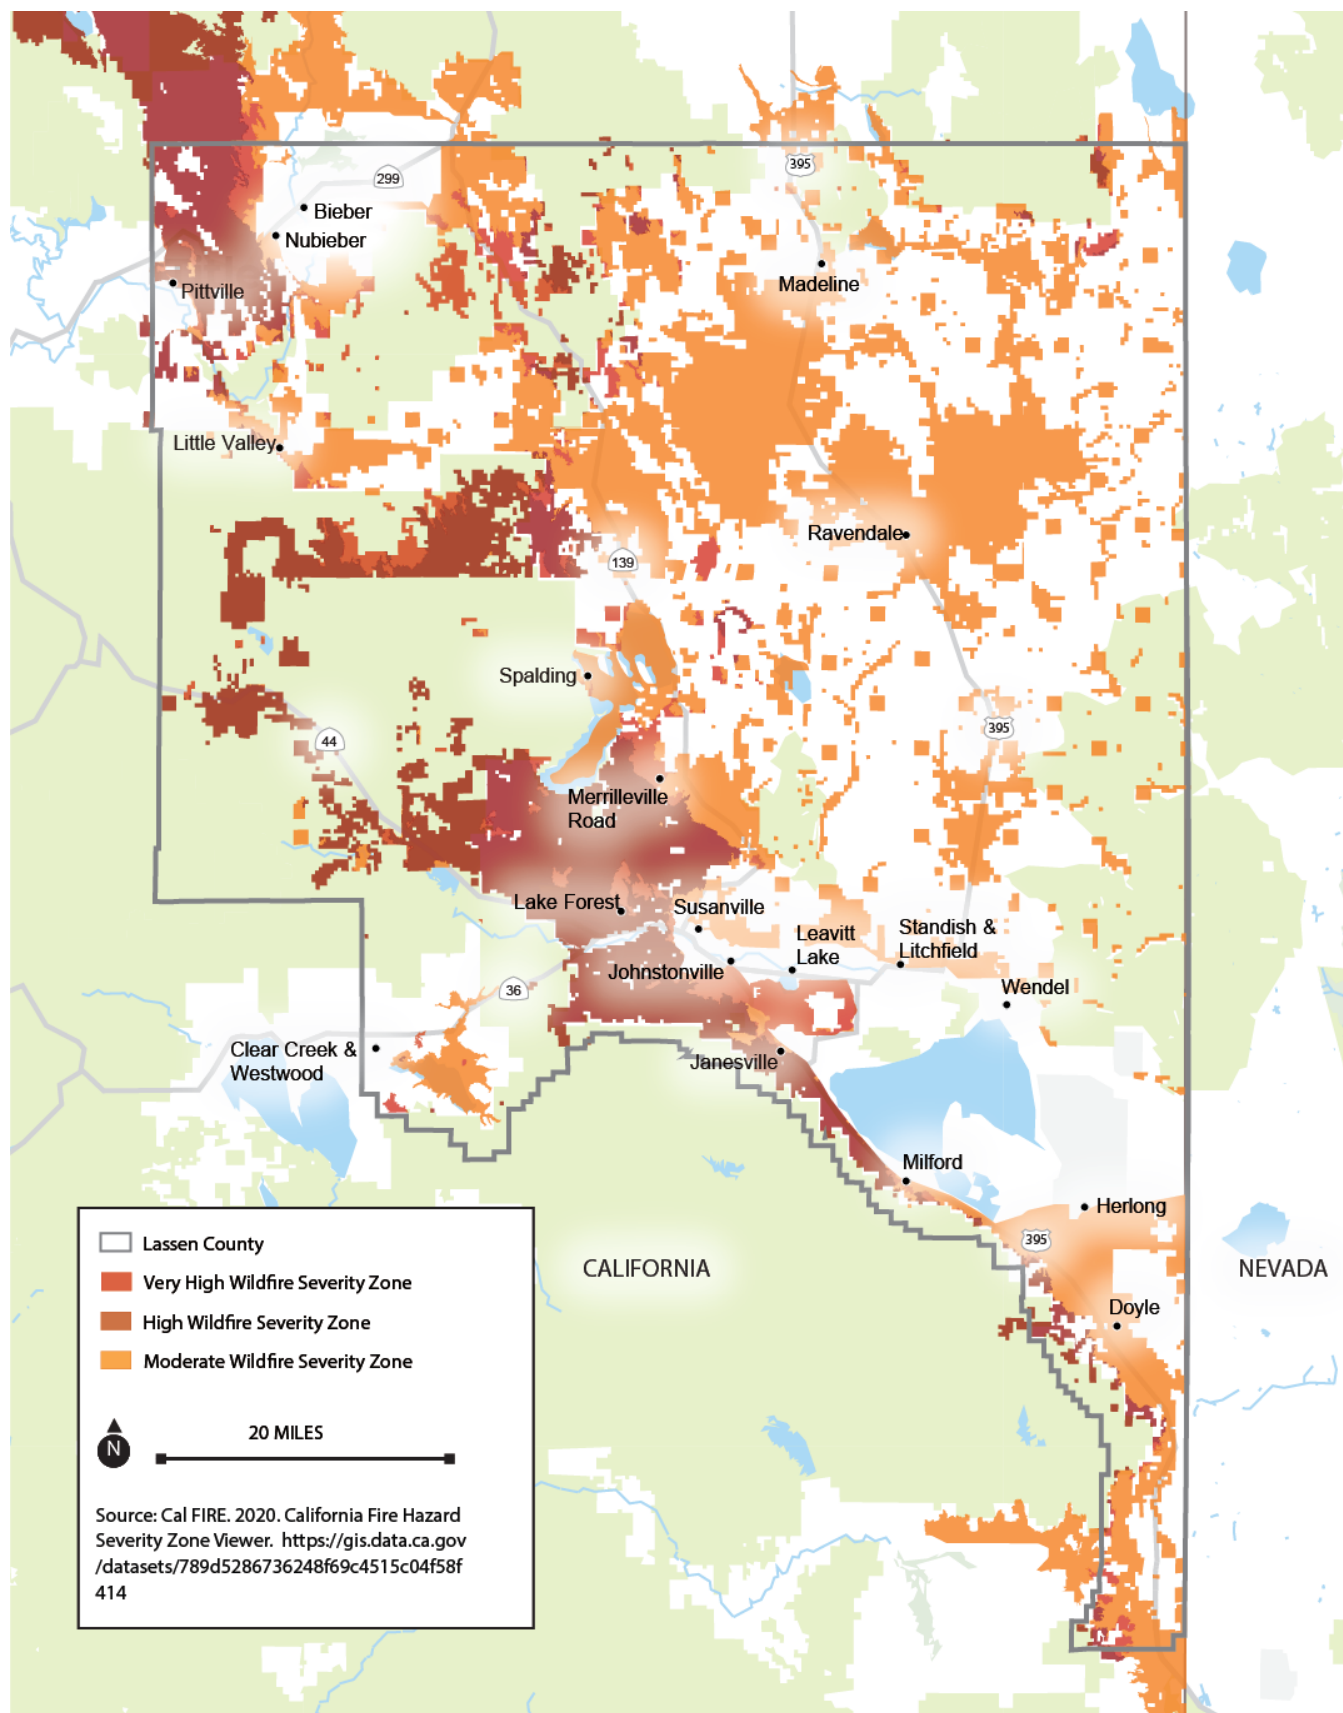 395
299
Bieber
Nubieber
Pittville
Madeline
Little Valley
Ravendale
139
Spalding
395
44
Merrilleville
Road
Lake Forest
Susanville
Leavitt
Lake
Standish &
Litchfield
Johnstonville
Wendel
36
Clear Creek &
Westwood
Janesville
Milford
Herlong
395
CALIFORNIA
NEVADA
Doyle
Lassen County
Very High Wildfire Severity Zone
High Wildfire Severity Zone
Moderate Wildfire Severity Zone
N
20 MILES
Source: Cal FIRE. 2020. California Fire Hazard
Severity Zone Viewer. https://gis.data.ca.gov
/datasets/789d5286736248f69c4515c04f58f
414